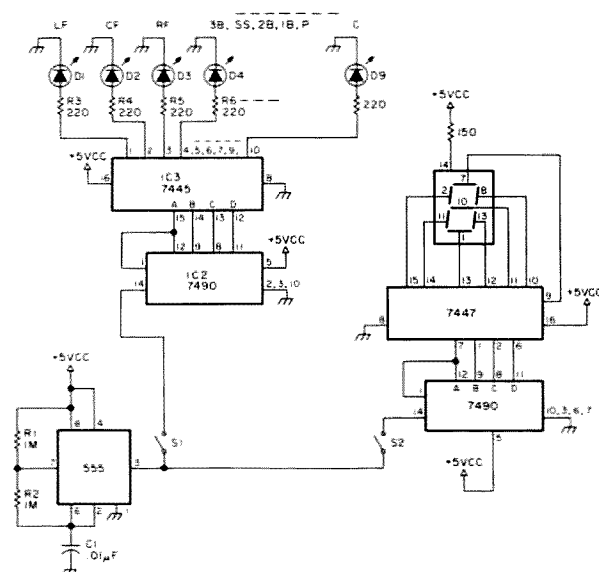 LF CF RF 3B, SS, 2B, 1B, P C
D1 D2 D3 D4 D9
R3 220 R4 220 R5 220 R6 220 220
+5VCC
150
+5VCC 1 2 3 4,5,6,7,9, 10
16 IC3 7445 8
A B C D
15 14 13 12
14 7
2 10 8
11 13
1
12 9 8 11
1 IC2 7490 5 +5VCC
14 2,3,10
15 14 13 12 11 10
9
8 7447 16 +5VCC
7 1 2 6
12 9 8 11
A B C D
1 7490
14 10,3,6,7
5
+5VCC
+5VCC
8 4
R1 1M
7 555 3
R2 1M
6 2 1
C1 .01µF
S1 S2